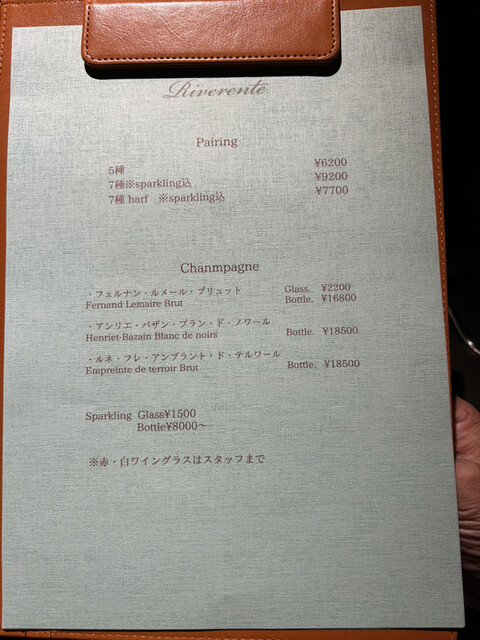 Riverente
Pairing
5種 ¥6200
7種※sparkling込 ¥9200
7種 harf ※sparkling込 ¥7700
Chanmpagne
・フェルナン・ルメール・ブリュット Glass. ¥2200
Fernand Lemaire Brut Bottle. ¥16800
・アンリエ・バザン・ブラン・ド・ノワール
Henriet-Bazain Blanc de noirs Bottle. ¥18500
・ルネ・フレ・アンプラント・ド・テルワール
Empreinte de terroir Brut Bottle. ¥18500
Sparkling Glass¥1500
Bottle¥8000～
※赤・白ワイングラスはスタッフまで